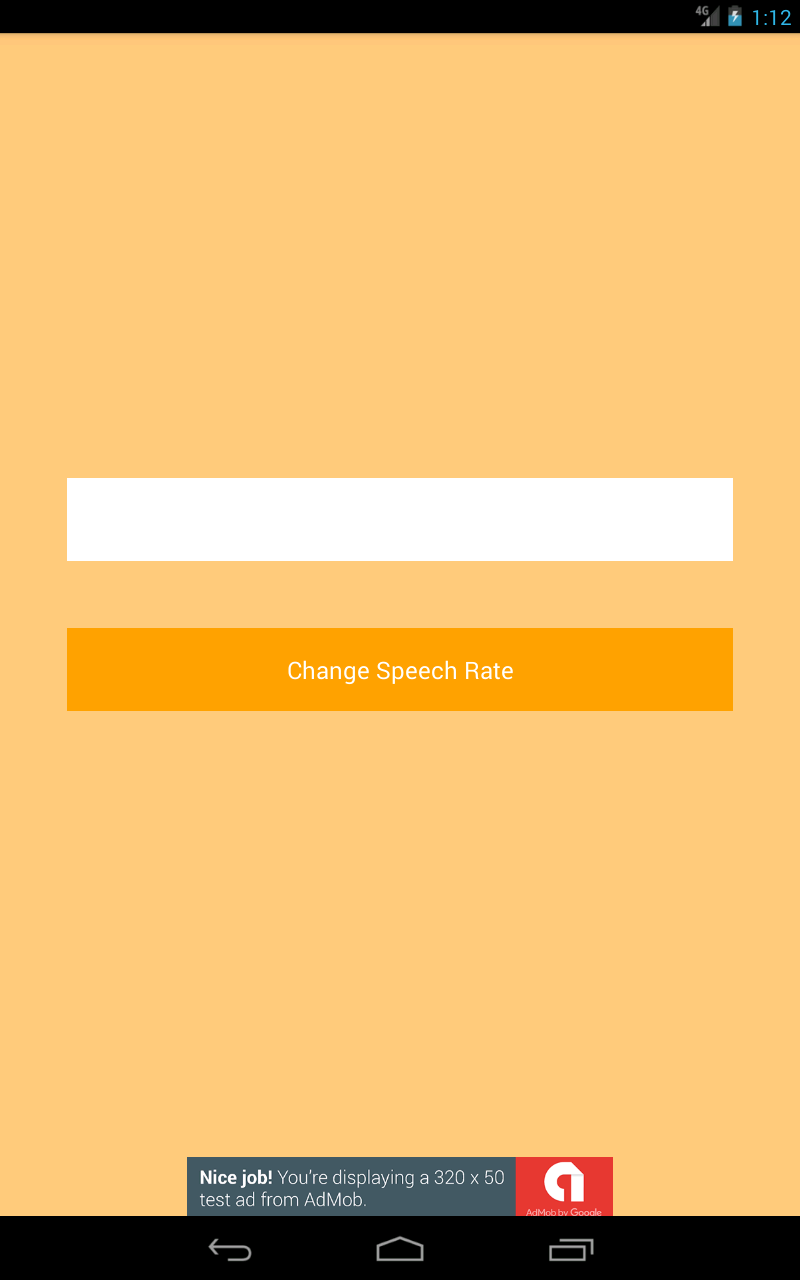 4G 1:12
Change Speech Rate
Nice job! You're displaying a 320 x 50
test ad from AdMob.
AdMob by Google